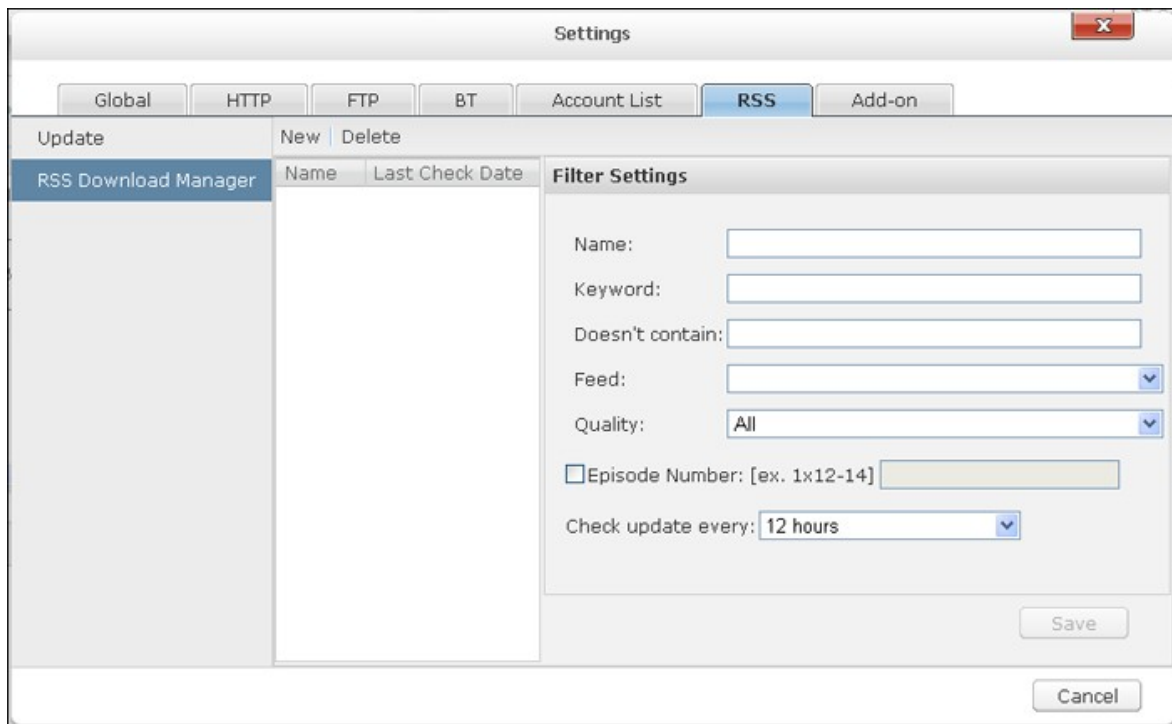 Settings
X
Global HTTP FTP BT Account List RSS Add-on
Update
RSS Download Manager
New Delete
Name Last Check Date
Filter Settings
Name:
Keyword:
Doesn't contain:
Feed:
Quality: All
Episode Number: [ex. 1x12-14]
Check update every: 12 hours
Save
Cancel